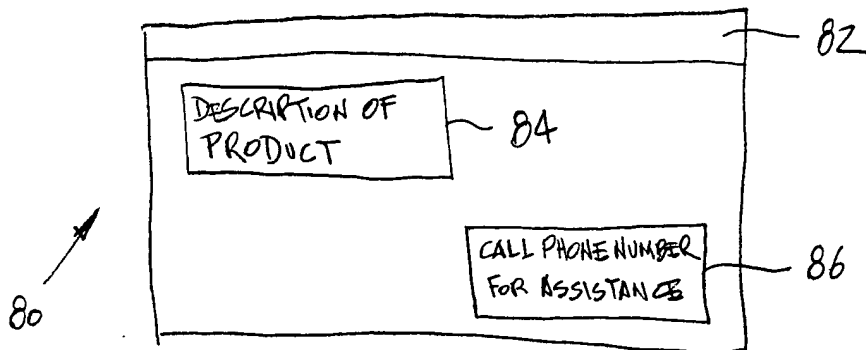 82
DESCRIPTION OF
PRODUCT
84
CALL PHONE NUMBER
FOR ASSISTANCE
86
80